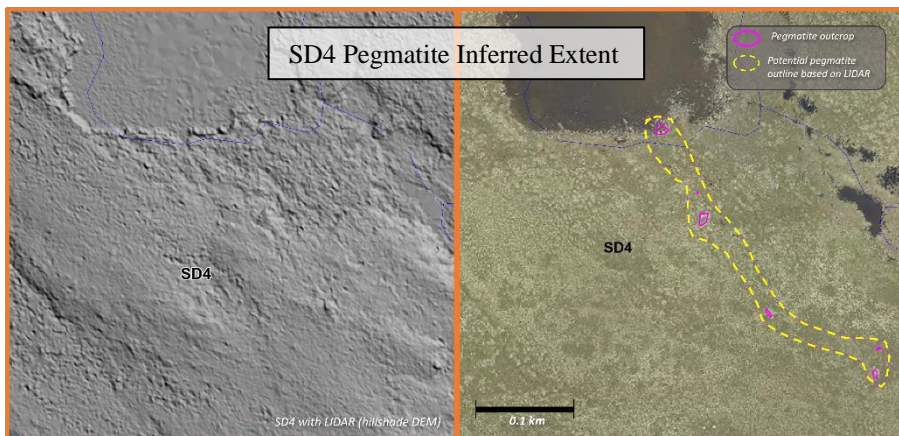 SD4 Pegmatite Inferred Extent
Pegmatite outcrop
Potential pegmatite
outline based on LIDAR
SD4
SD4
SD4 with LIDAR (hillshade DEM)
0.1 km